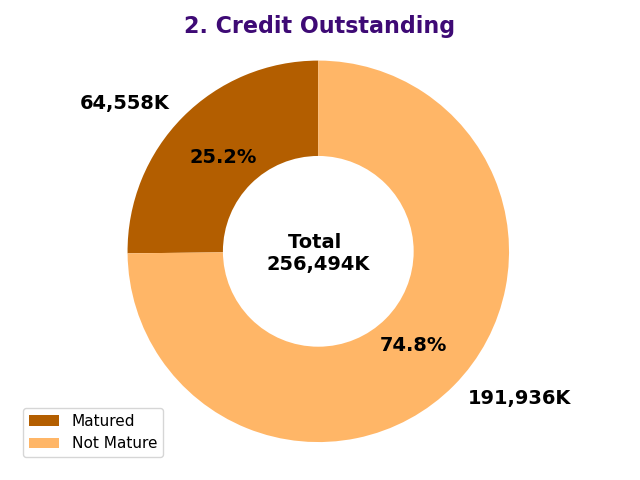 2. Credit Outstanding
64,558K
25.2%
Total
256,494K
74.8%
191,936K
Matured
Not Mature